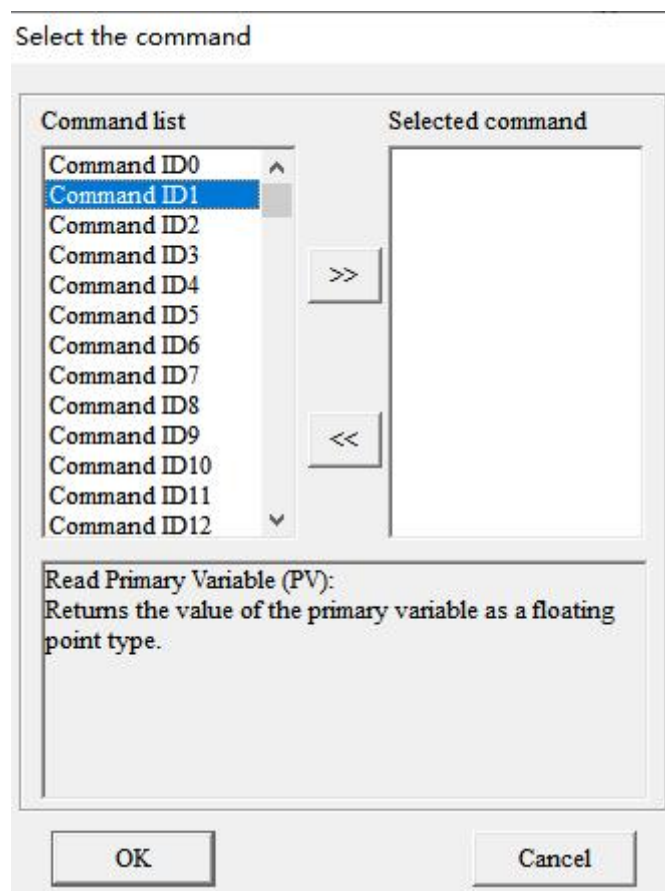 Select the command
Command list
Selected command
Command ID0
Command ID1
Command ID2
Command ID3
Command ID4
Command ID5
Command ID6
Command ID7
Command ID8
Command ID9
Command ID10
Command ID11
Command ID12
>>
<<
Read Primary Variable (PV):
Returns the value of the primary variable as a floating
point type.
OK
Cancel